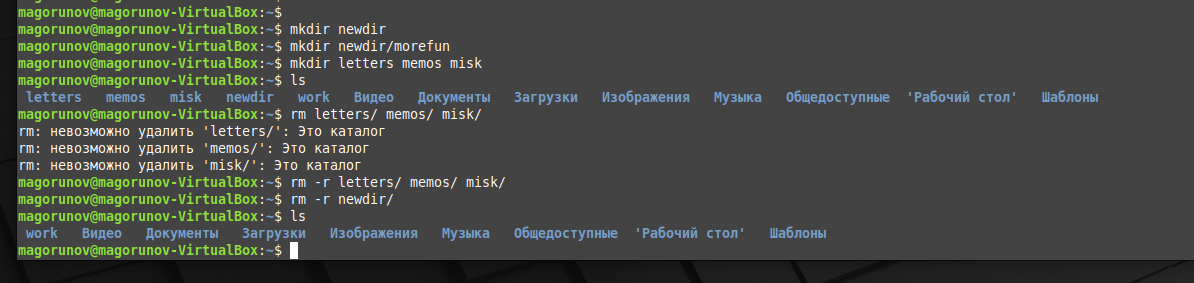 magorunov@magorunov-VirtualBox:~$
magorunov@magorunov-VirtualBox:~$ mkdir newdir
magorunov@magorunov-VirtualBox:~$ mkdir newdir/morefun
magorunov@magorunov-VirtualBox:~$ mkdir letters memos misk
magorunov@magorunov-VirtualBox:~$ ls
letters memos misk newdir work Видео Документы Загрузки Изображения Музыка Общедоступные 'Рабочий стол' Шаблоны
magorunov@magorunov-VirtualBox:~$ rm letters/ memos/ misk/
rm: невозможно удалить 'letters/': Это каталог
rm: невозможно удалить 'memos/': Это каталог
rm: невозможно удалить 'misk/': Это каталог
magorunov@magorunov-VirtualBox:~$ rm -r letters/ memos/ misk/
magorunov@magorunov-VirtualBox:~$ rm -r newdir/
magorunov@magorunov-VirtualBox:~$ ls
work Видео Документы Загрузки Изображения Музыка Общедоступные 'Рабочий стол' Шаблоны
magorunov@magorunov-VirtualBox:~$